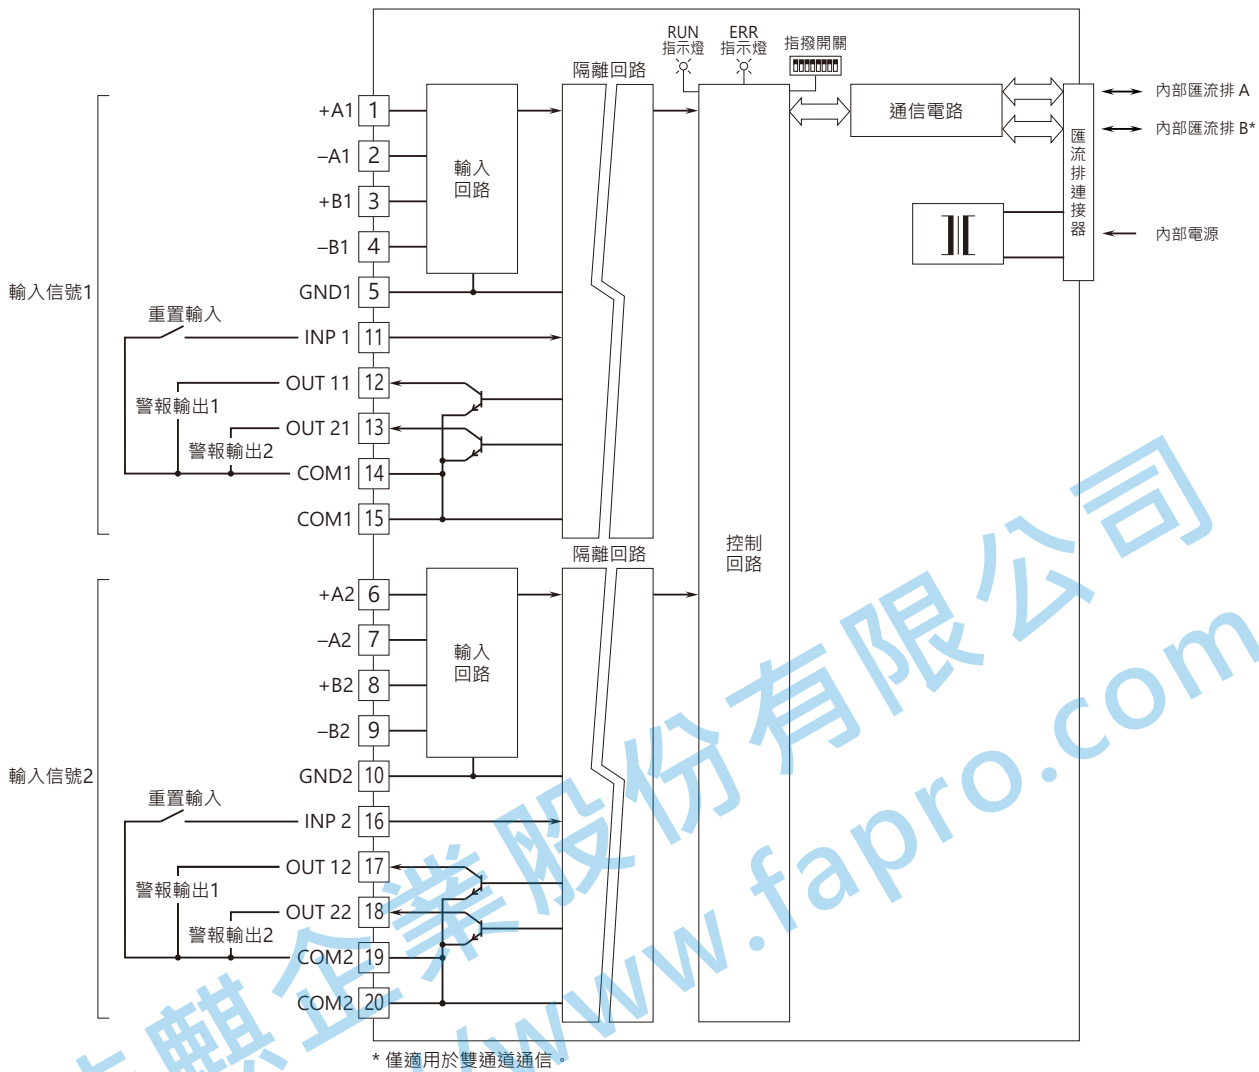 RUN
指示燈
ERR
指示燈
指撥開關
隔離回路
+A1 1
–A1 2
+B1 3
–B1 4
GND1 5
輸入
回路
通信電路
匯流排連接器
內部匯流排 A
內部匯流排 B*
內部電源
輸入信號1
重置輸入
INP 1 11
OUT 11 12
警報輸出1
OUT 21 13
警報輸出2
COM1 14
COM1 15
控制
回路
隔離回路
+A2 6
–A2 7
+B2 8
–B2 9
GND2 10
輸入
回路
輸入信號2
重置輸入
INP 2 16
OUT 12 17
警報輸出1
OUT 22 18
警報輸出2
COM2 19
COM2 20
* 僅適用於雙通道通信。
麒企業股份有限公司
www.fapro.com